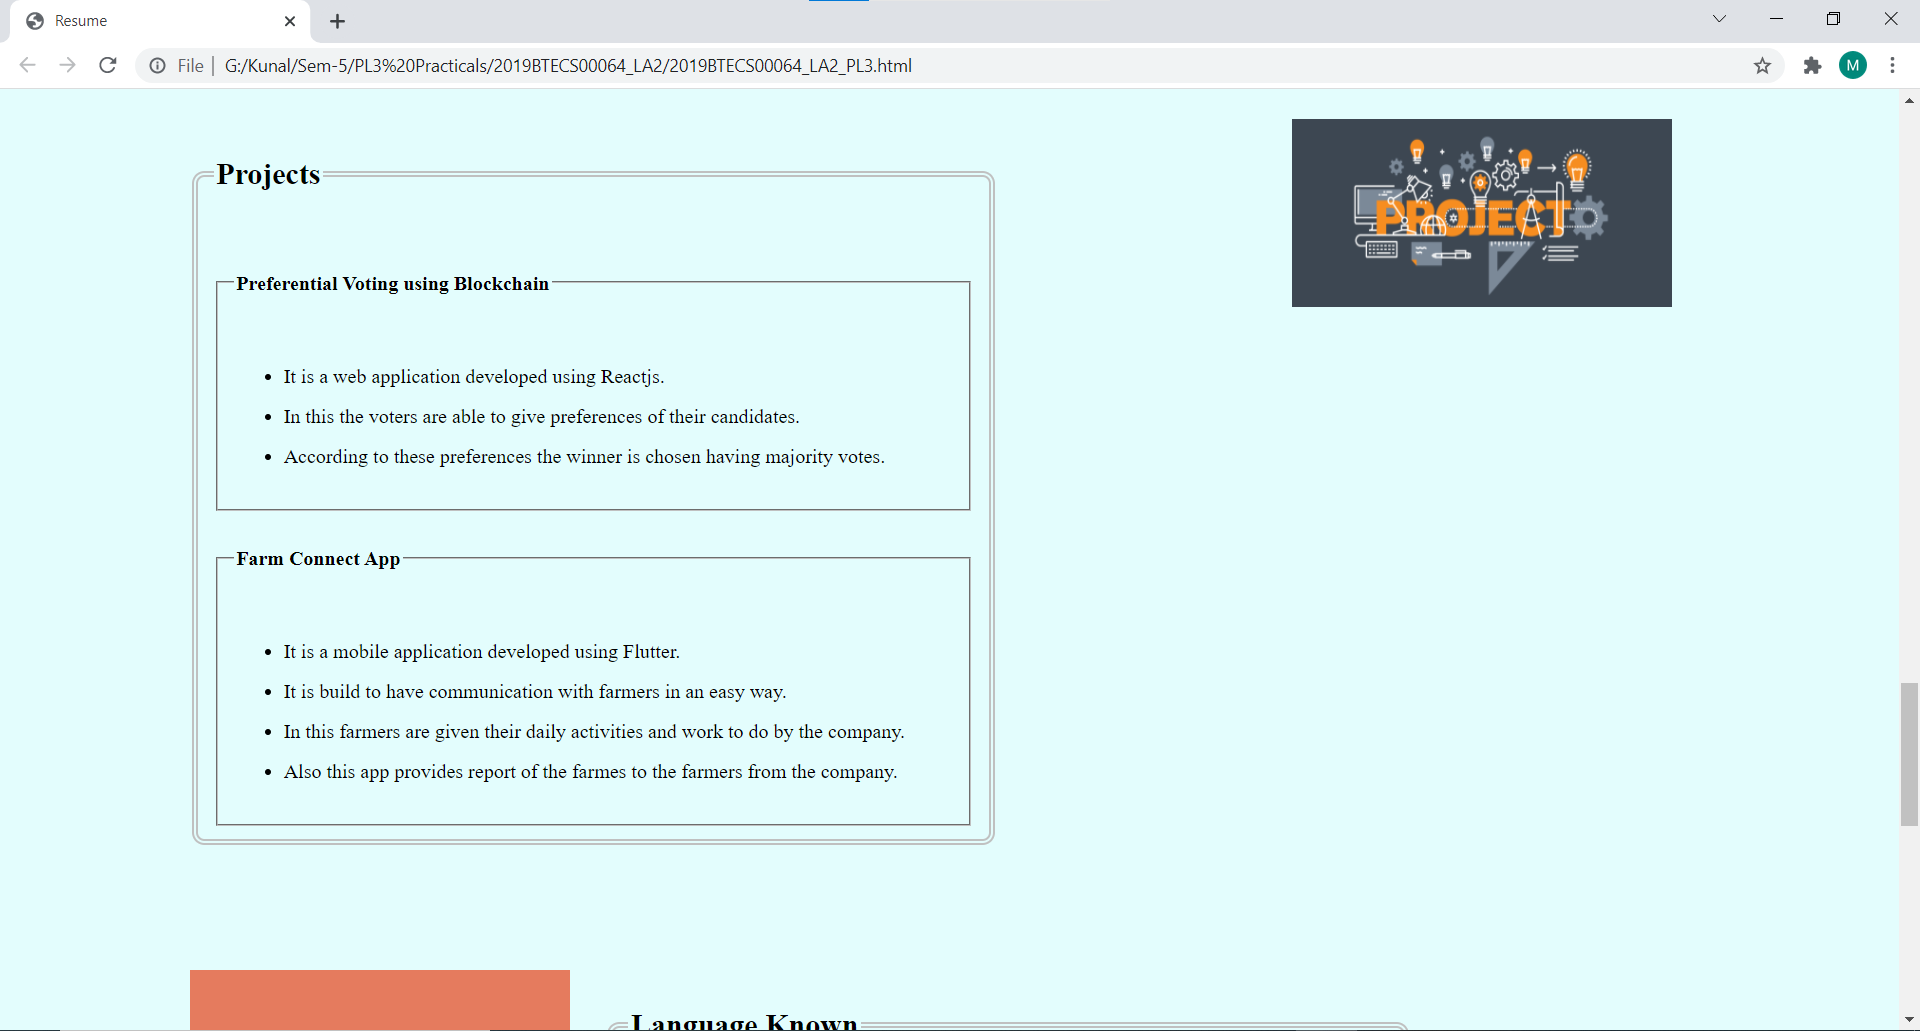 Resume
File
G:/Kunal/Sem-5/PL3%20Practicals/2019BTECS00064_LA2/2019BTECS00064_LA2_PL3.html
M
Projects
PROJECT
Preferential Voting using Blockchain
It is a web application developed using Reactjs.
In this the voters are able to give preferences of their candidates.
According to these preferences the winner is chosen having majority votes.
Farm Connect App
It is a mobile application developed using Flutter.
It is build to have communication with farmers in an easy way.
In this farmers are given their daily activities and work to do by the company.
Also this app provides report of the farmes to the farmers from the company.
Language Known